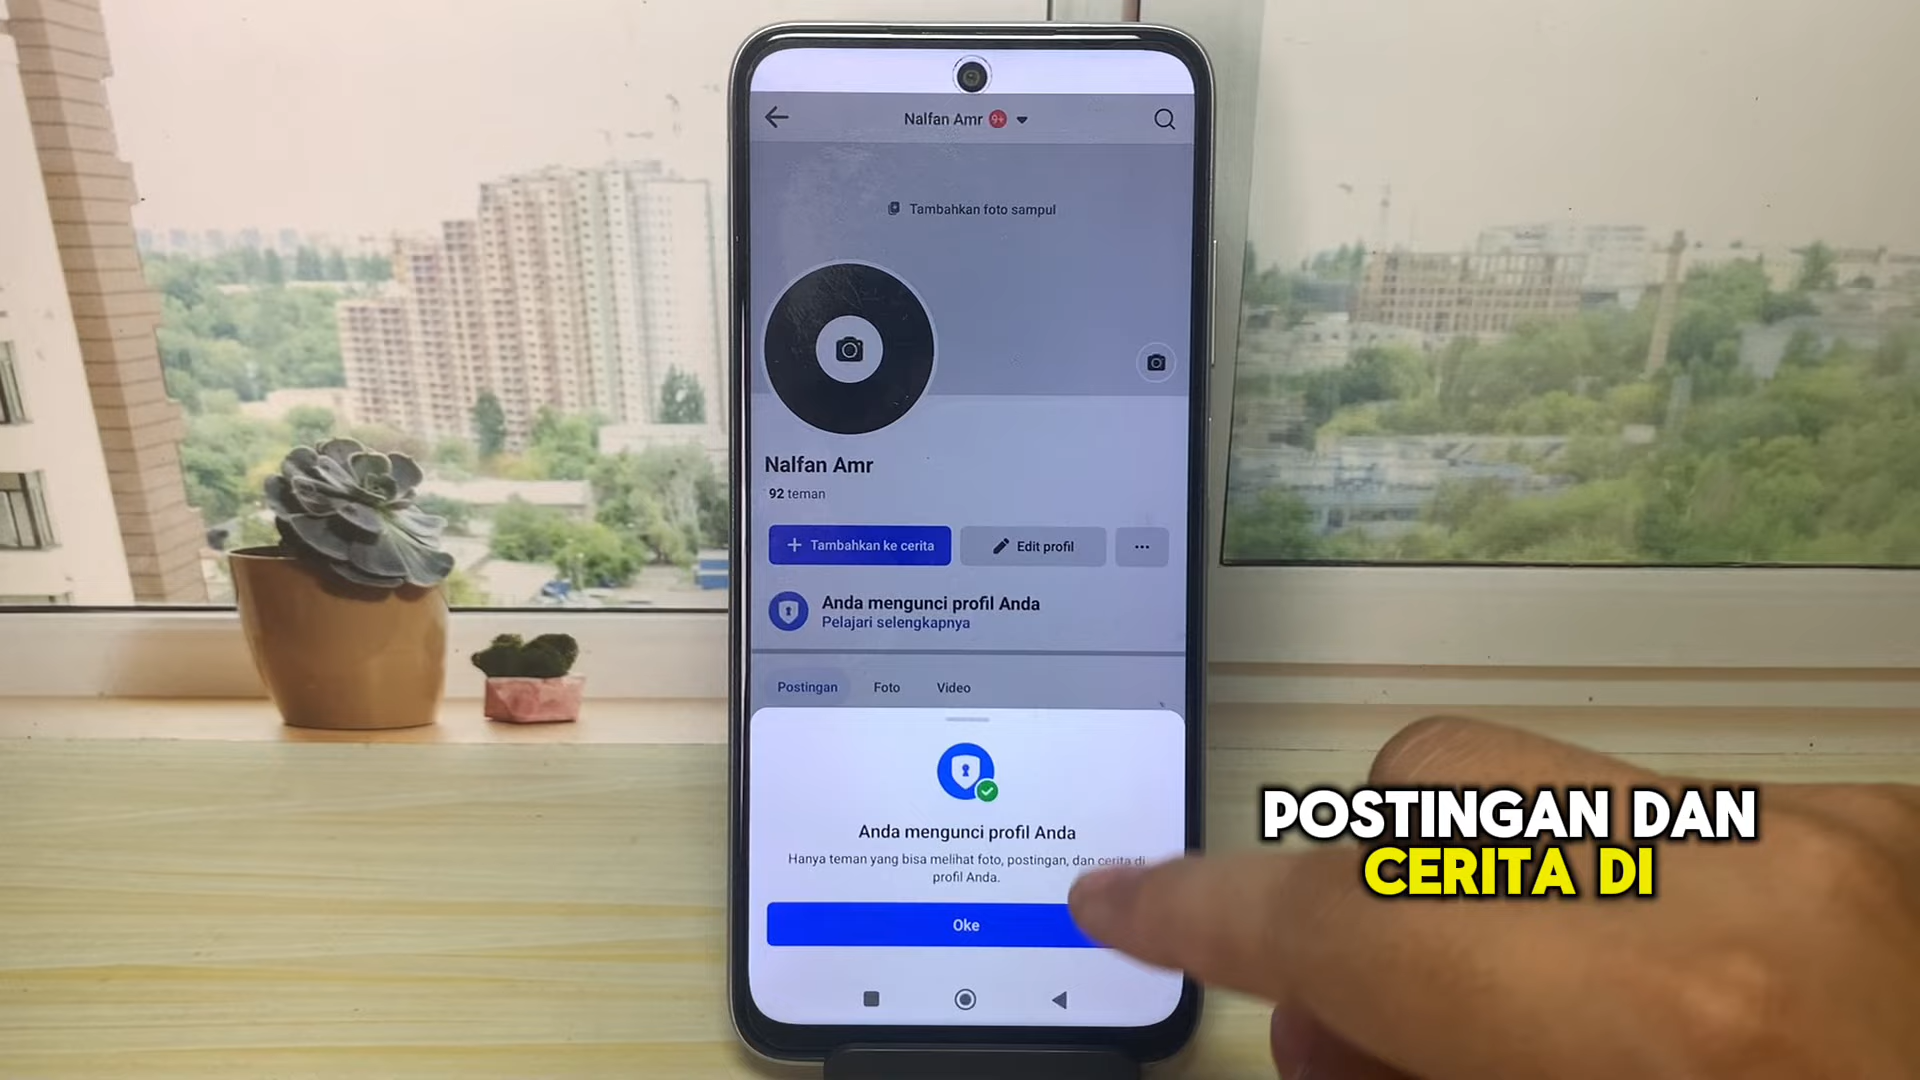 Nalfan Amr 9+
Tambahkan foto sampul
Nalfan Amr
92 teman
+ Tambahkan ke cerita
Edit profil
Anda mengunci profil Anda
Pelajari selengkapnya
Postingan Foto Video
Anda mengunci profil Anda
Hanya teman yang bisa melihat foto, postingan, dan cerita di
profil Anda.
Oke
POSTINGAN DAN
CERITA DI